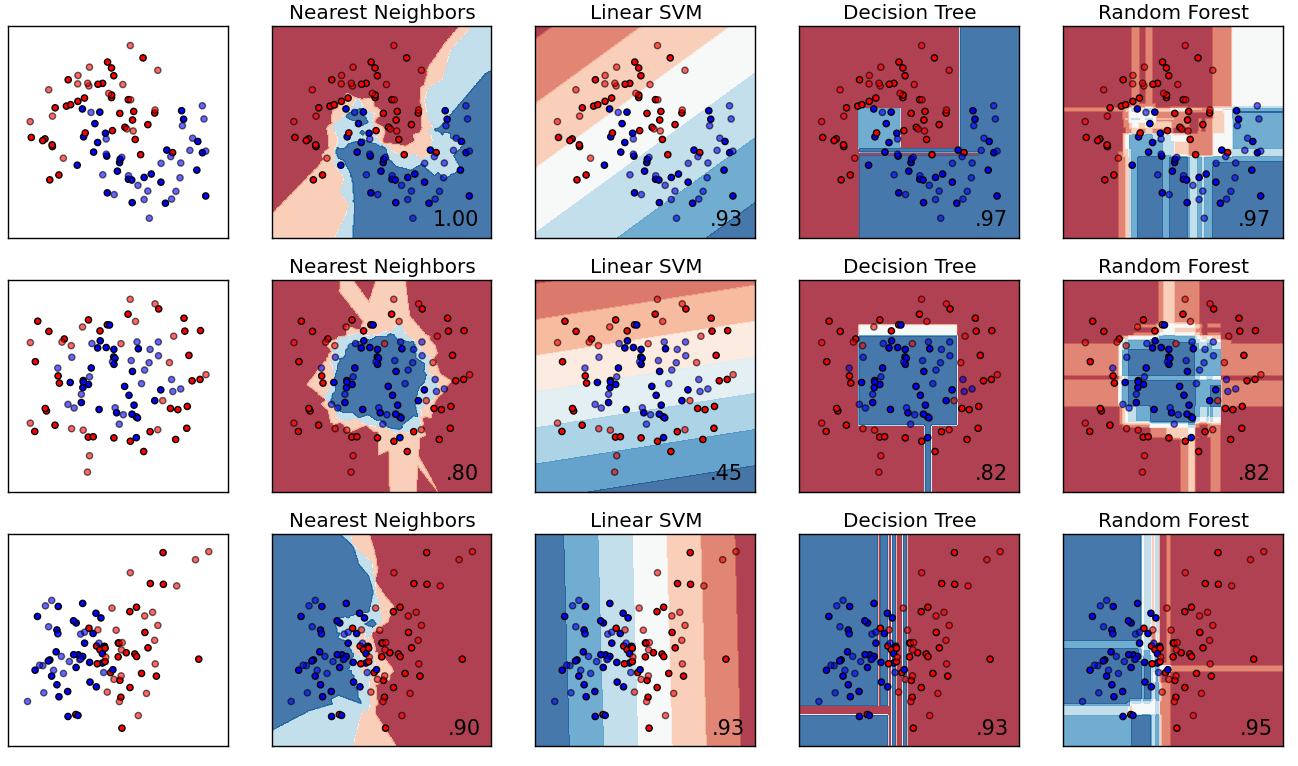 Nearest Neighbors Linear SVM Decision Tree Random Forest
1.00 .93 .97 .97
Nearest Neighbors Linear SVM Decision Tree Random Forest
.80 .45 .82 .82
Nearest Neighbors Linear SVM Decision Tree Random Forest
.90 .93 .93 .95